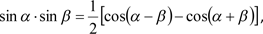 sin α · sin β = 1/2 [cos(α − β) − cos(α + β)],